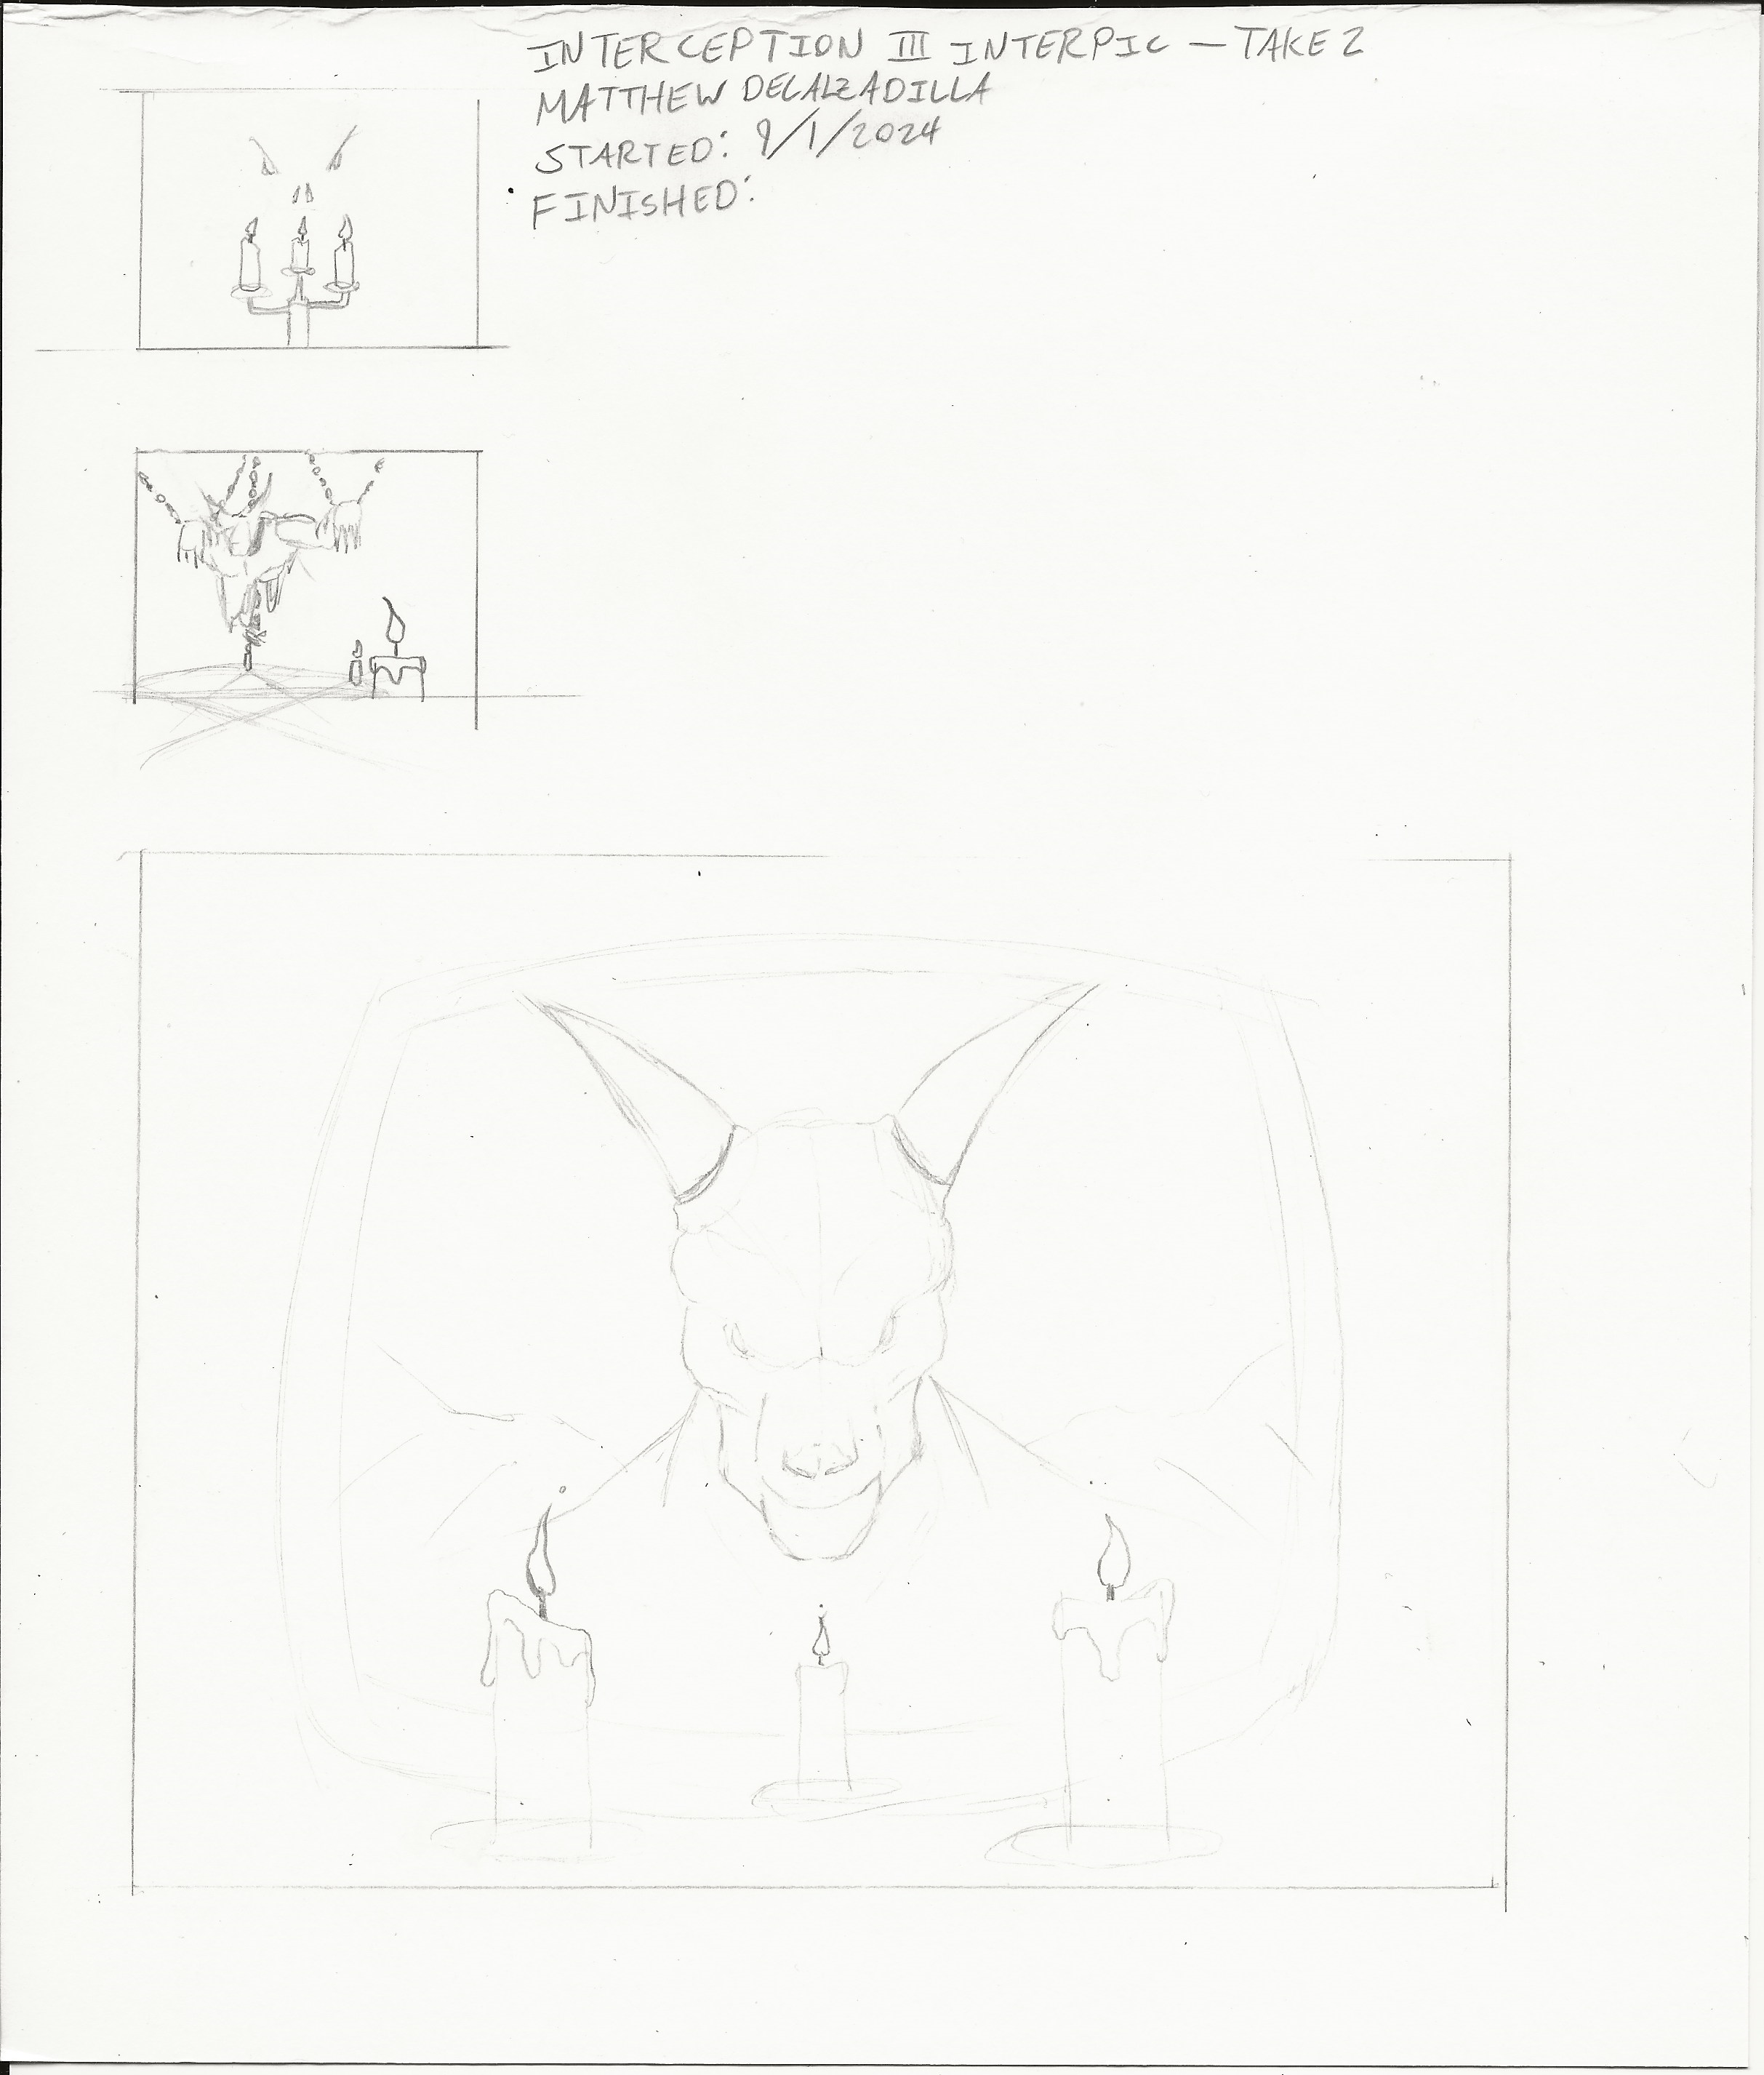 INTERCEPTION III INTERPIC — TAKE 2
MATTHEW DECALZADILLA
STARTED: 9/1/2024
FINISHED: